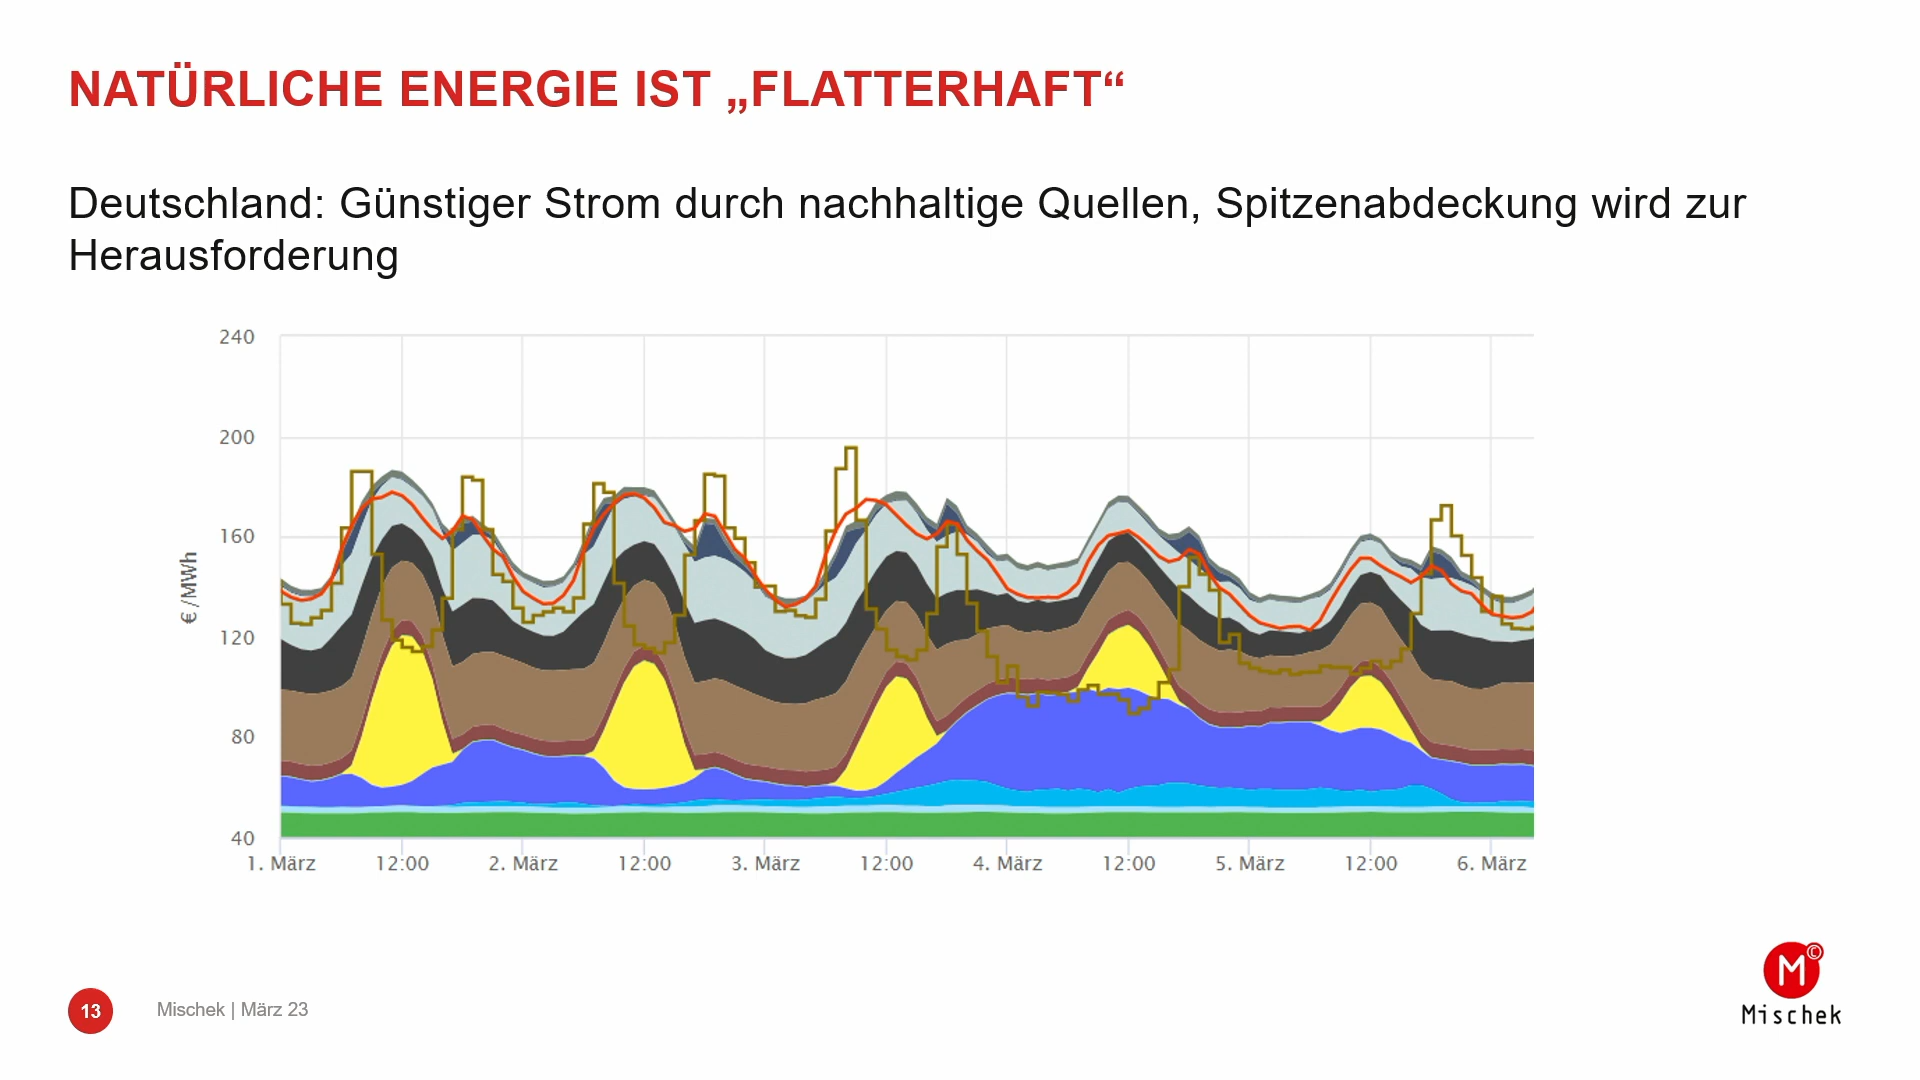 NATÜRLICHE ENERGIE IST „FLATTERHAFT“
Deutschland: Günstiger Strom durch nachhaltige Quellen, Spitzenabdeckung wird zur
Herausforderung
240
200
160
120
80
40
€/MWh
1. März 12:00 2. März 12:00 3. März 12:00 4. März 12:00 5. März 12:00 6. März
13 Mischek | März 23
M ©
Mischek